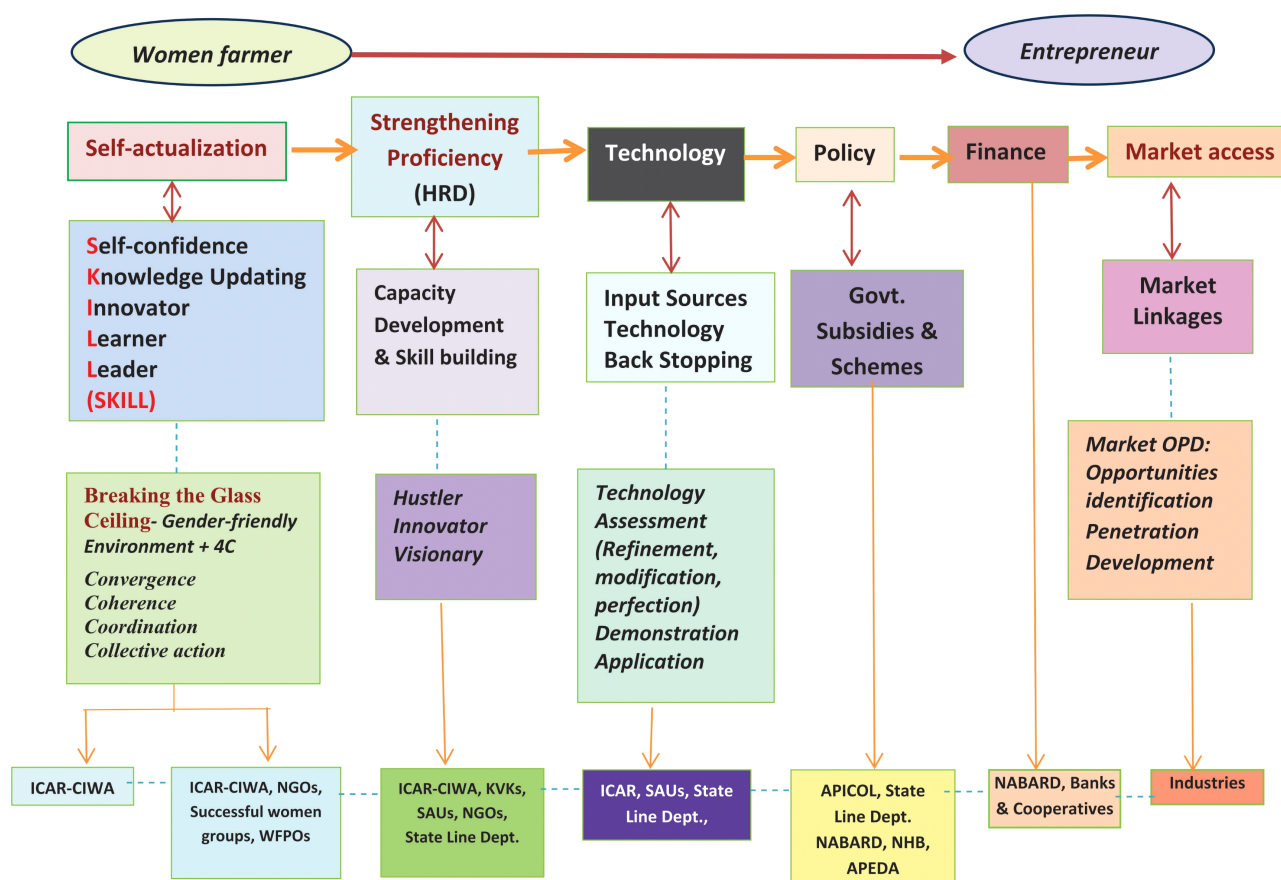 Women farmer
Entrepreneur
Self-actualization
Strengthening
Proficiency
(HRD)
Technology
Policy
Finance
Market access
Self-confidence
Knowledge Updating
Innovator
Learner
Leader
(SKILL)
Capacity
Development
& Skill building
Input Sources
Technology
Back Stopping
Govt.
Subsidies &
Schemes
Market
Linkages
Breaking the Glass
Ceiling- Gender-friendly
Environment + 4C
Convergence
Coherence
Coordination
Collective action
Hustler
Innovator
Visionary
Technology
Assessment
(Refinement,
modification,
perfection)
Demonstration
Application
Market OPD:
Opportunities
identification
Penetration
Development
ICAR-CIWA
ICAR-CIWA, NGOs,
Successful women
groups, WFPOs
ICAR-CIWA, KVKs,
SAUs, NGOs,
State Line Dept.
ICAR, SAUs, State
Line Dept.,
APICOL, State
Line Dept.
NABARD, NHB,
APEDA
NABARD, Banks
& Cooperatives
Industries